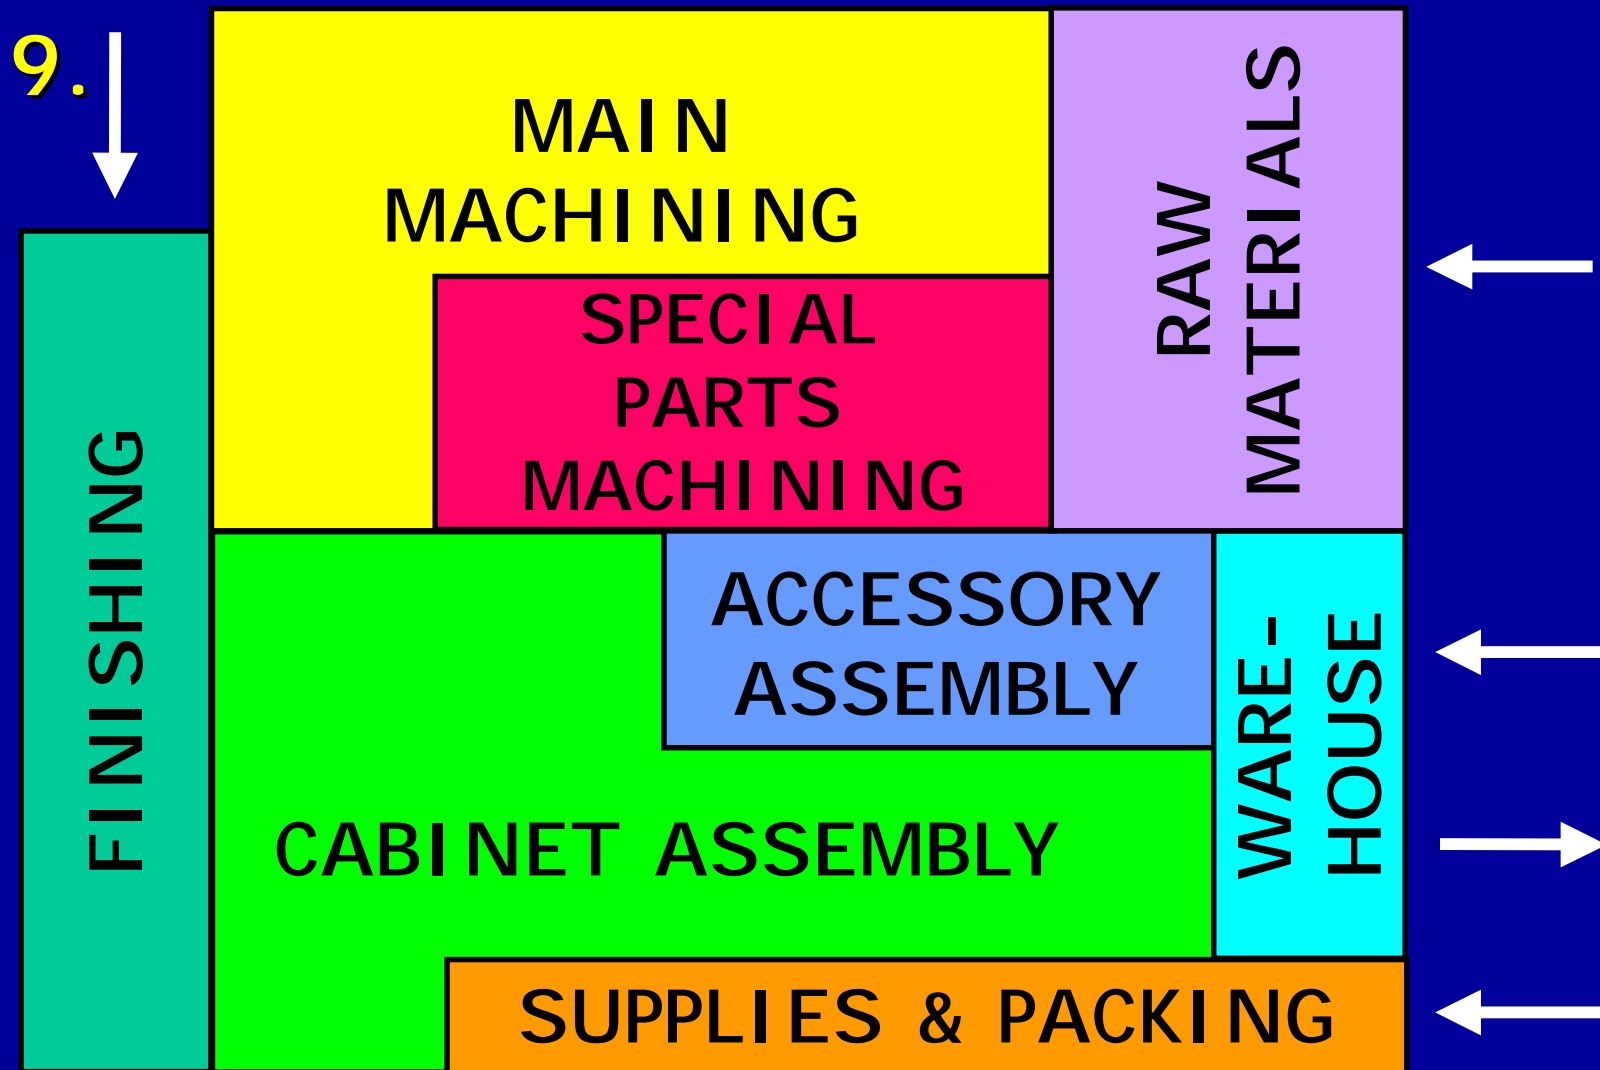 9.
MAIN
MACHINING
RAW
MATERIALS
SPECIAL
PARTS
MACHINING
FINISHING
ACCESSORY
ASSEMBLY
WARE-
HOUSE
CABINET ASSEMBLY
SUPPLIES & PACKING